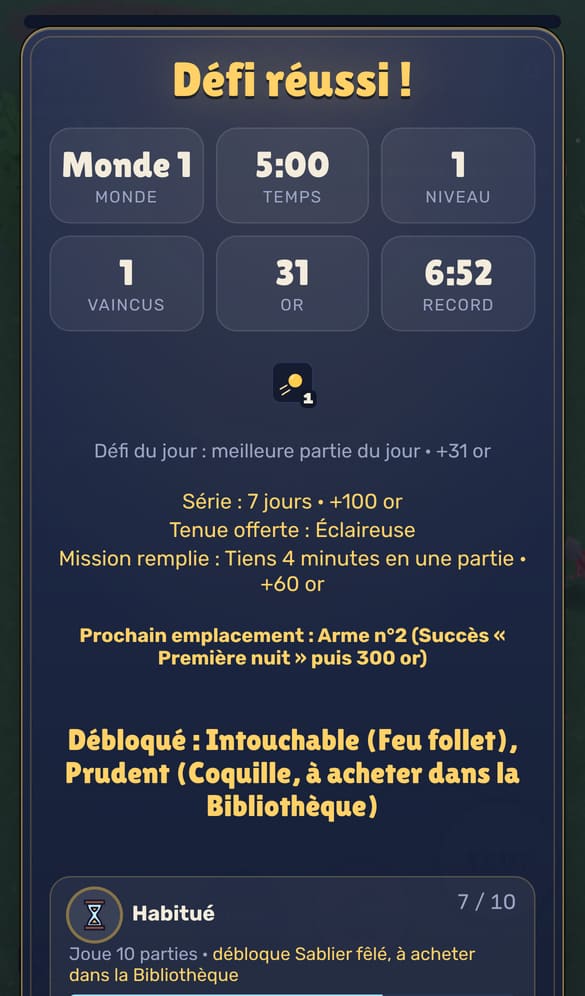 Défi réussi !
Monde 1
MONDE
5:00
TEMPS
1
NIVEAU
1
VAINCUS
31
OR
6:52
RECORD
1
Défi du jour : meilleure partie du jour • +31 or
Série : 7 jours • +100 or
Tenue offerte : Éclaireuse
Mission remplie : Tiens 4 minutes en une partie •
+60 or
Prochain emplacement : Arme n°2 (Succès «
Première nuit » puis 300 or)
Débloqué : Intouchable (Feu follet),
Prudent (Coquille, à acheter dans la
Bibliothèque)
Habitué
7 / 10
Joue 10 parties • débloque Sablier fêlé, à acheter
dans la Bibliothèque